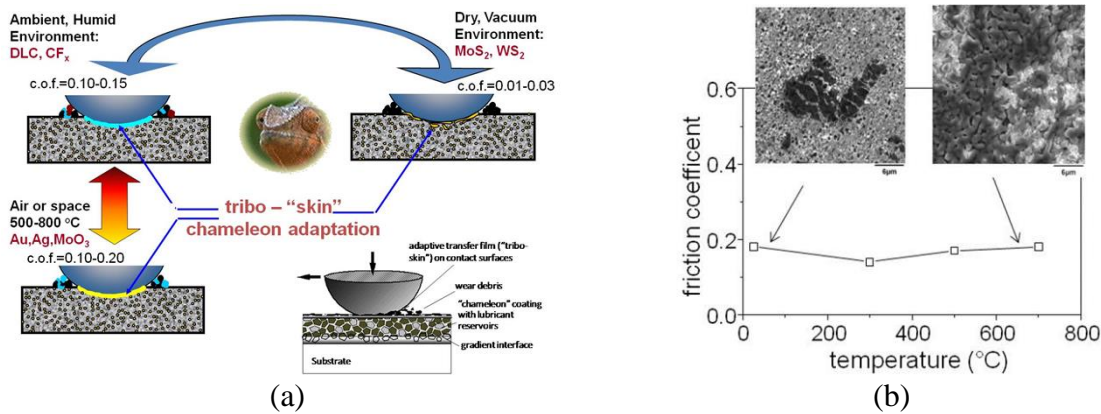 Ambient, Humid
Environment:
DLC, CFx
c.o.f.=0.10-0.15
Dry, Vacuum
Environment:
MoS2, WS2
c.o.f.=0.01-0.03
Air or space
500-800 °C
Au,Ag,MoO3
c.o.f.=0.10-0.20
tribo – “skin”
chameleon adaptation
adaptive transfer film ("tribo-
skin") on contact surfaces
wear debris
"chameleon" coating
with lubricant
reservoirs
gradient interface
Substrate
(a)
6µm
6µm
friction coefficent
0.6
0.4
0.2
0.0
200
400
600
800
temperature (°C)
(b)